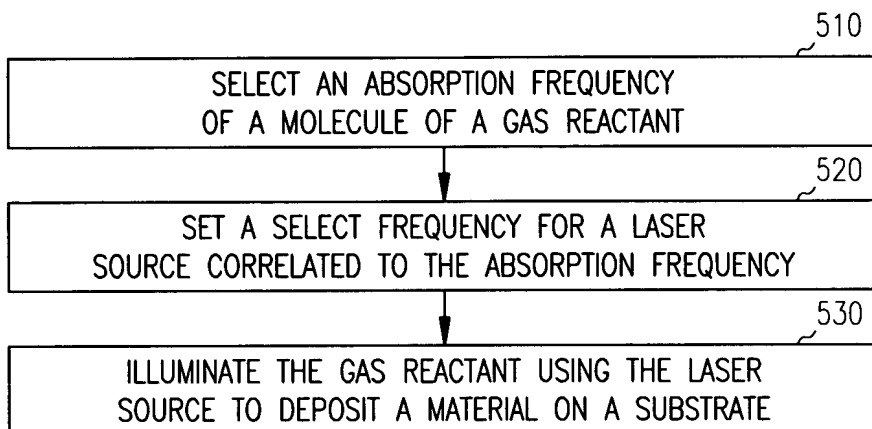 510
SELECT AN ABSORPTION FREQUENCY
OF A MOLECULE OF A GAS REACTANT
520
SET A SELECT FREQUENCY FOR A LASER
SOURCE CORRELATED TO THE ABSORPTION FREQUENCY
530
ILLUMINATE THE GAS REACTANT USING THE LASER
SOURCE TO DEPOSIT A MATERIAL ON A SUBSTRATE